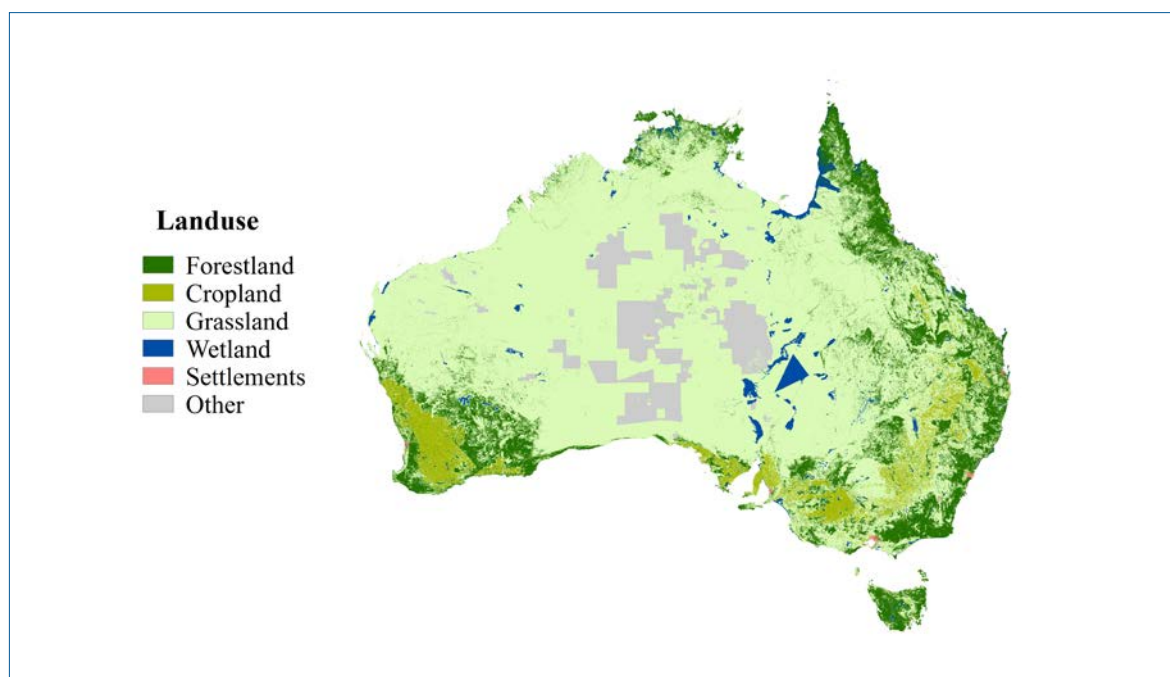 Landuse
Forestland
Cropland
Grassland
Wetland
Settlements
Other